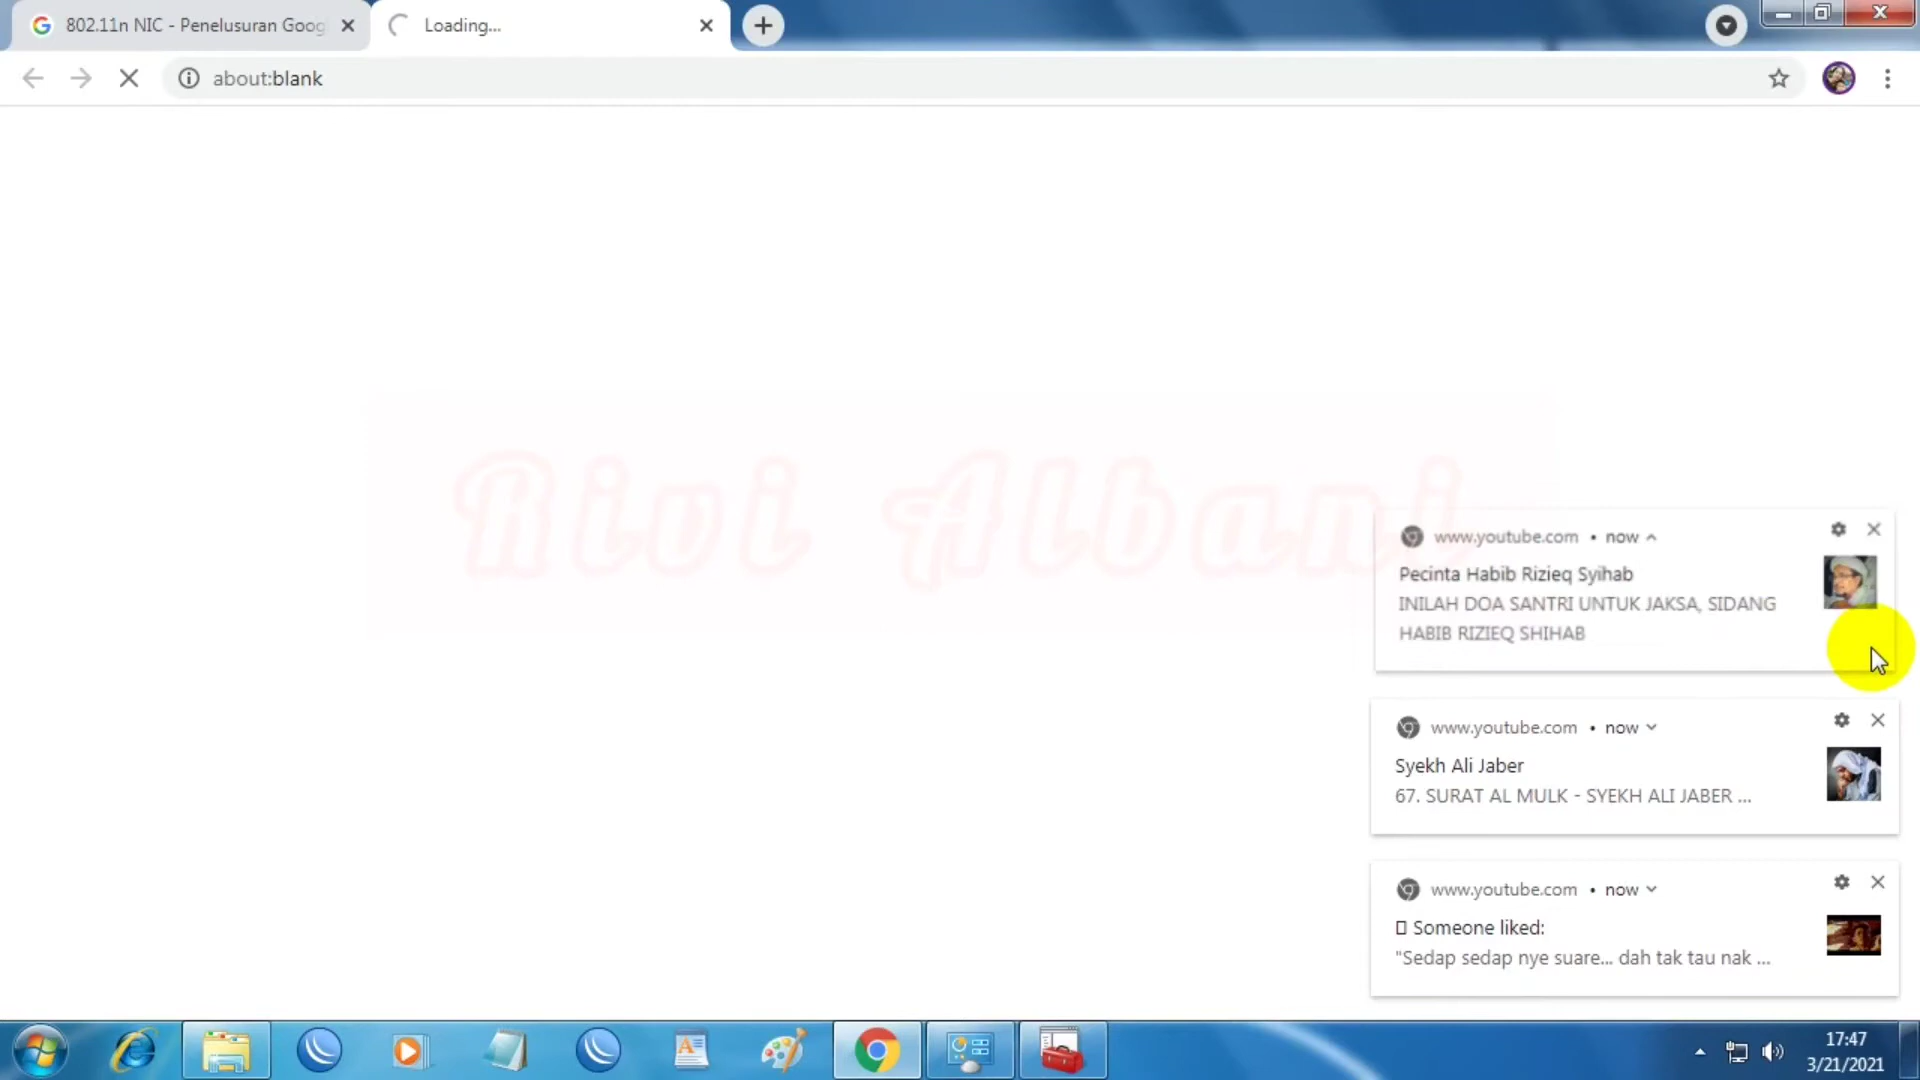 802.11n NIC - Penelusuran Goog
Loading...
about:blank
Rivi Albani
www.youtube.com • now
Pecinta Habib Rizieq Syihab
INILAH DOA SANTRI UNTUK JAKSA, SIDANG
HABIB RIZIEQ SHIHAB
www.youtube.com • now
Syekh Ali Jaber
67. SURAT AL MULK - SYEKH ALI JABER ...
www.youtube.com • now
Someone liked:
"Sedap sedap nye suare... dah tak tau nak ...
17:47
3/21/2021